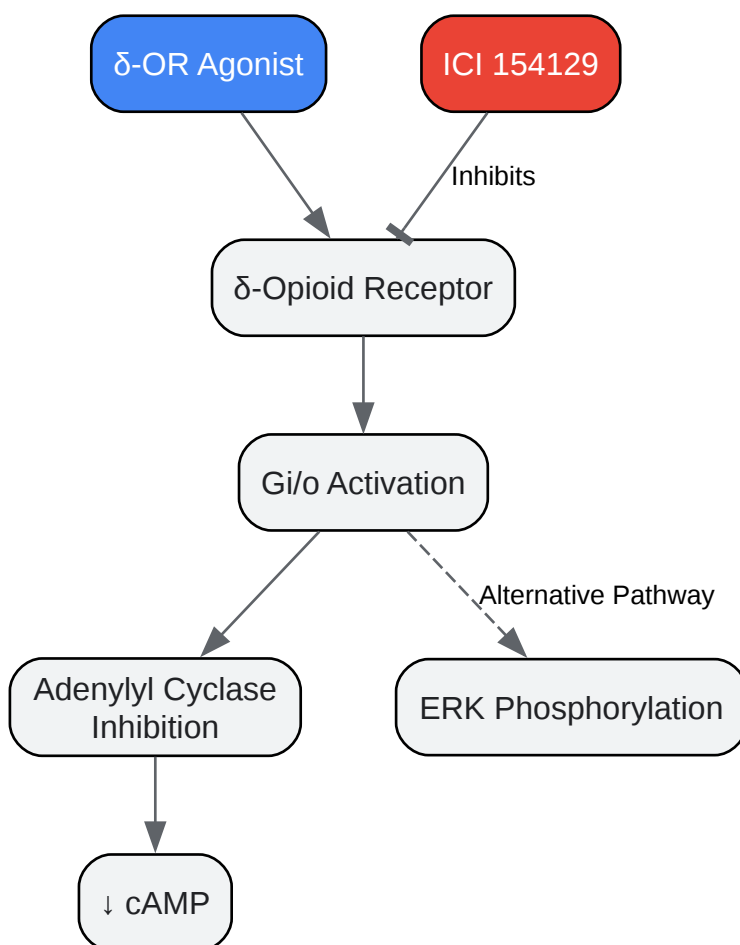 δ-OR Agonist
ICI 154129
Inhibits
δ-Opioid Receptor
Gi/o Activation
Alternative Pathway
Adenylyl Cyclase
Inhibition
ERK Phosphorylation
↓ cAMP